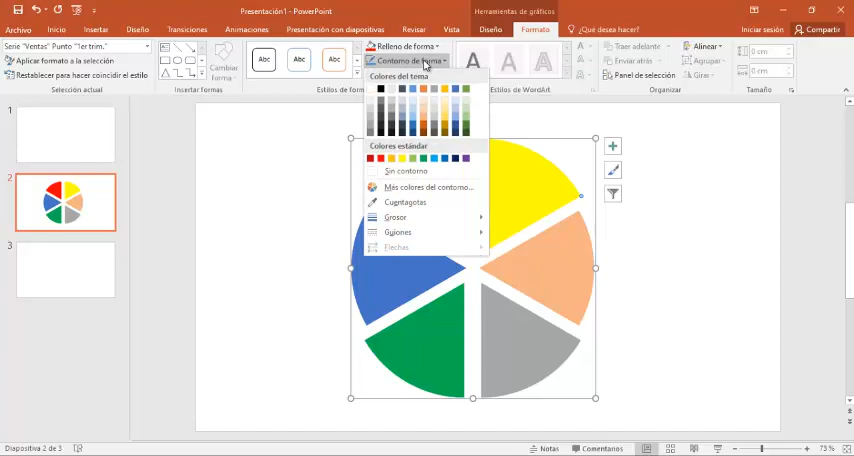 Presentación1 - PowerPoint
Herramientas de gráficos
Archivo Inicio Insertar Diseño Transiciones Animaciones Presentación con diapositivas Revisar Vista Diseño Formato ¿Qué desea hacer? Iniciar sesión Compartir
Serie "Ventas" Punto "1er trim."
Aplicar formato a la selección
Restablecer para hacer coincidir el estilo
Selección actual
Cambiar
forma
Insertar formas
Abc Abc Abc
Estilos de form
Relleno de forma
Contorno de forma
A A A
Estilos de WordArt
Traer adelante
Enviar atrás
Panel de selección
Alinear
Agrupar
Girar
Organizar
0 cm
0 cm
Tamaño
Colores del tema
Colores estándar
Sin contorno
Más colores del contorno...
Cuentagotas
Grosor
Guiones
Flechas
1
2
3
Diapositiva 2 de 3
Notas
Comentarios
73 %